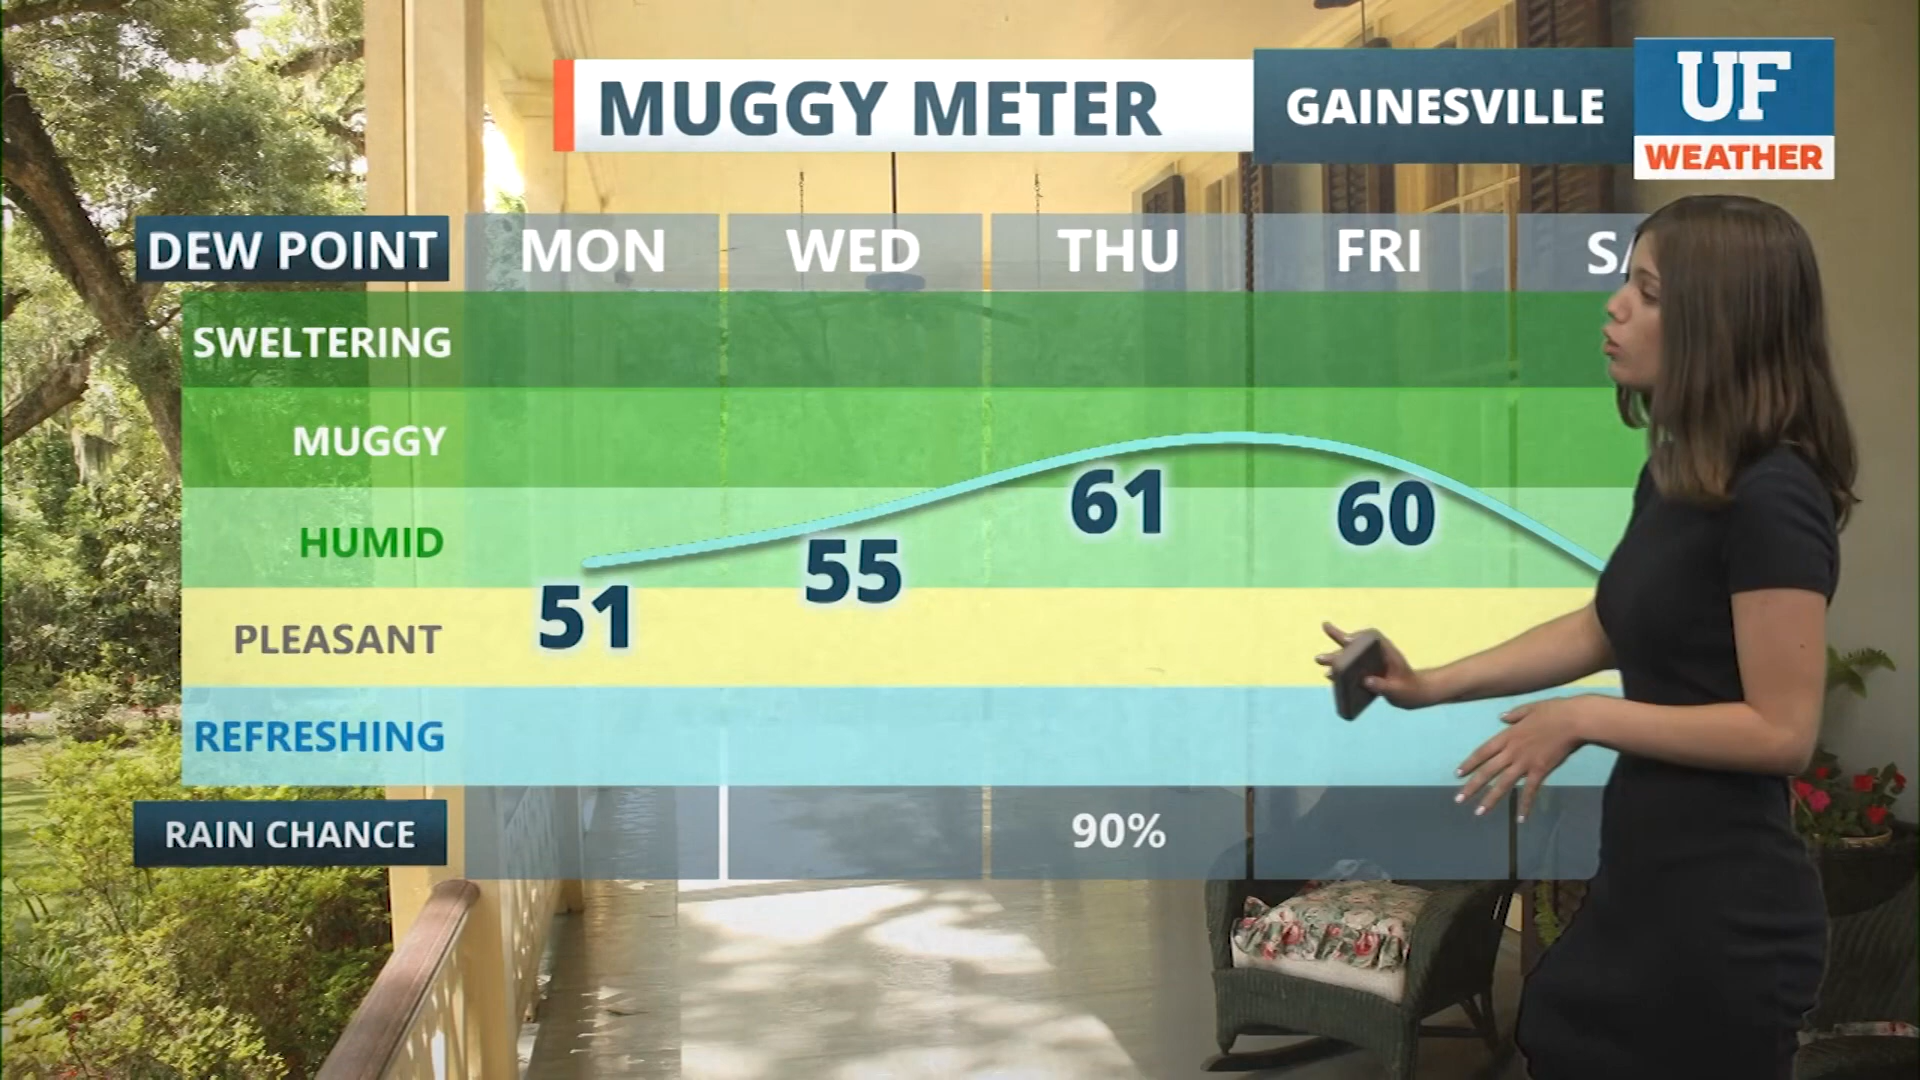 MUGGY METER
GAINESVILLE
UF
WEATHER
DEW POINT
MON
WED
THU
FRI
SWELTERING
MUGGY
HUMID
PLEASANT
REFRESHING
51
55
61
60
RAIN CHANCE
90%